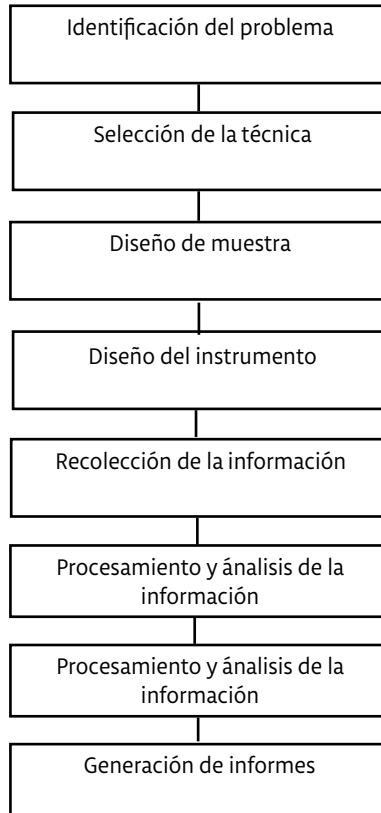 Identificación del problema
Selección de la técnica
Diseño de muestra
Diseño del instrumento
Recolección de la información
Procesamiento y ánalisis de la
información
Procesamiento y ánalisis de la
información
Generación de informes